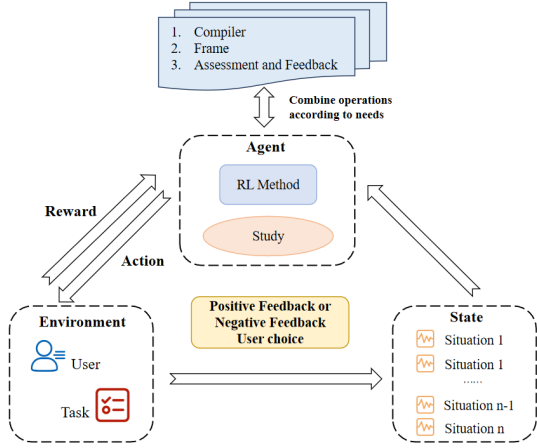 1. Compiler
2. Frame
3. Assessment and Feedback
Combine operations
according to needs
Agent
RL Method
Study
Reward
Action
Environment
User
Task
Positive Feedback or
Negative Feedback
User choice
State
Situation 1
Situation 1
......
Situation n-1
Situation n